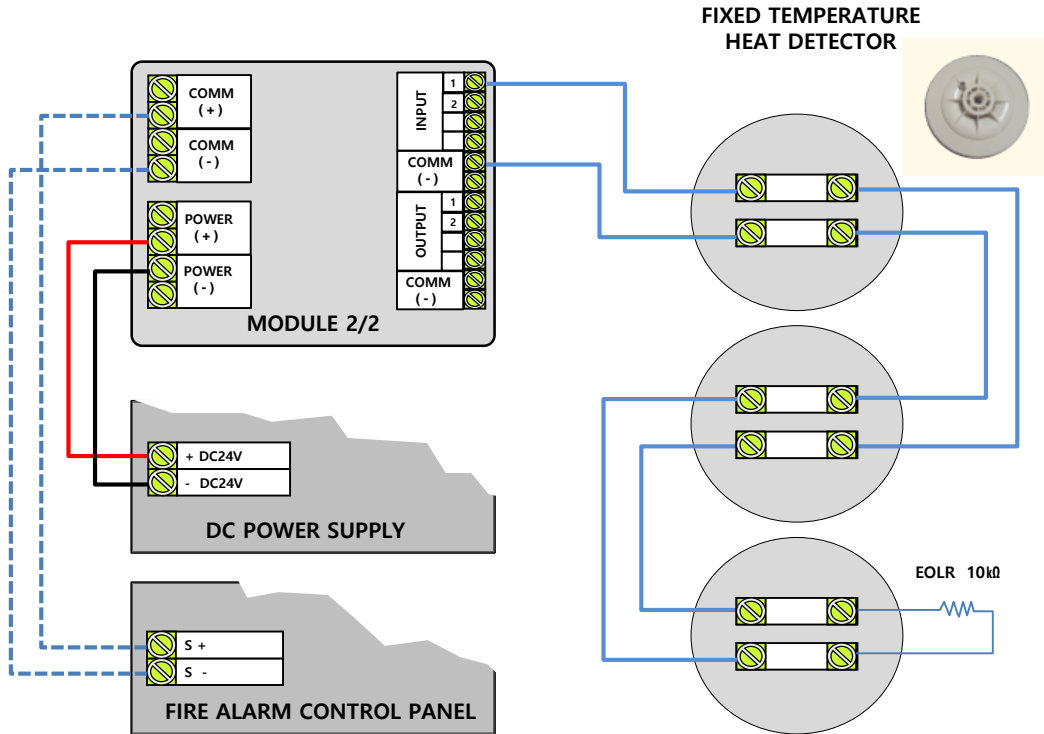 FIXED TEMPERATURE
HEAT DETECTOR
COMM
(+)
COMM
(-)
POWER
(+)
POWER
(-)
INPUT
1
2
COMM
(-)
OUTPUT
1
2
COMM
(-)
MODULE 2/2
+ DC24V
- DC24V
DC POWER SUPPLY
EOLR 10㏀
S +
S -
FIRE ALARM CONTROL PANEL